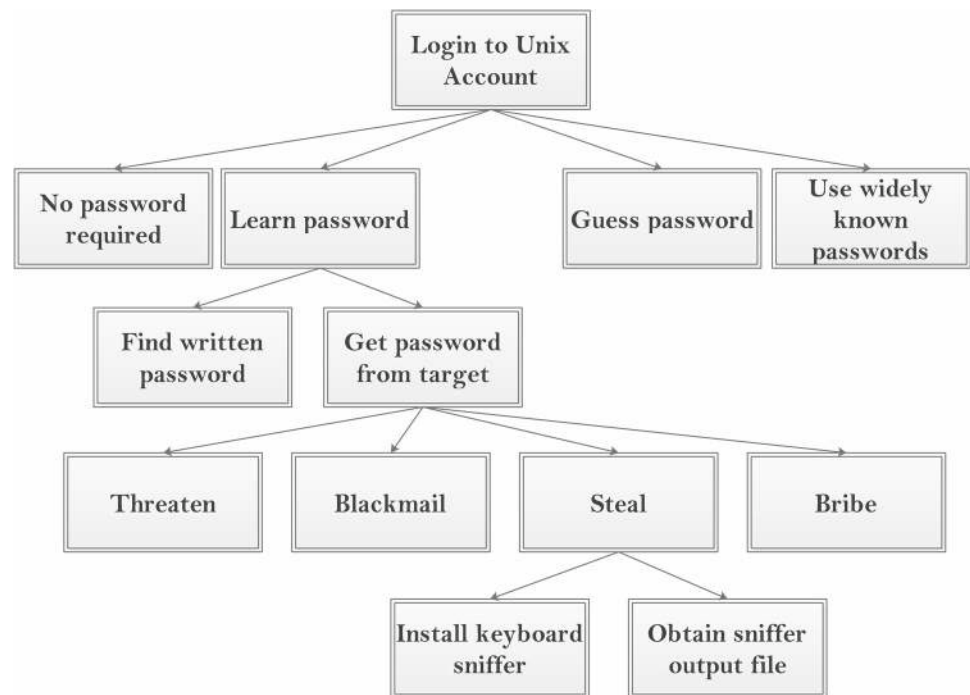 Login to Unix
Account
No password
required
Learn password
Guess password
Use widely
known
passwords
Find written
password
Get password
from target
Threaten
Blackmail
Steal
Bribe
Install keyboard
sniffer
Obtain sniffer
output file